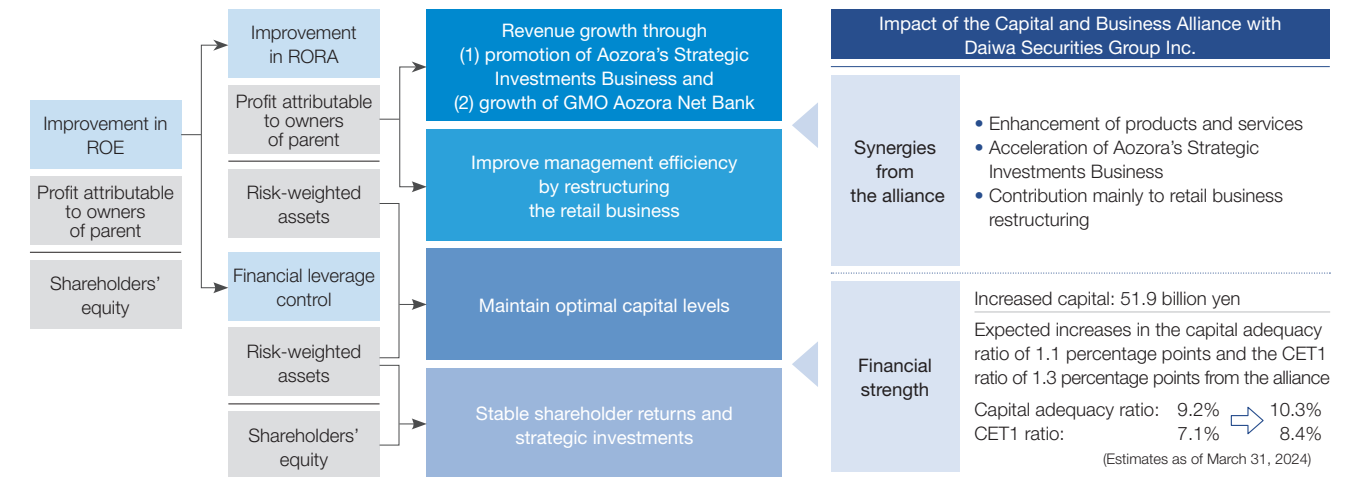 Improvement in
ROE
Profit attributable
to owners
of parent
Shareholders’
equity
Improvement
in RORA
Profit attributable
to owners
of parent
Risk-weighted
assets
Financial leverage
control
Risk-weighted
assets
Shareholders’
equity
Revenue growth through
(1) promotion of Aozora’s Strategic
Investments Business and
(2) growth of GMO Aozora Net Bank
Improve management efficiency
by restructuring
the retail business
Maintain optimal capital levels
Stable shareholder returns and
strategic investments
Impact of the Capital and Business Alliance with
Daiwa Securities Group Inc.
Synergies
from
the alliance
• Enhancement of products and services
• Acceleration of Aozora’s Strategic
Investments Business
• Contribution mainly to retail business
restructuring
Financial
strength
Increased capital: 51.9 billion yen
Expected increases in the capital adequacy
ratio of 1.1 percentage points and the CET1
ratio of 1.3 percentage points from the alliance
Capital adequacy ratio: 9.2% 10.3%
CET1 ratio: 7.1% 8.4%
(Estimates as of March 31, 2024)